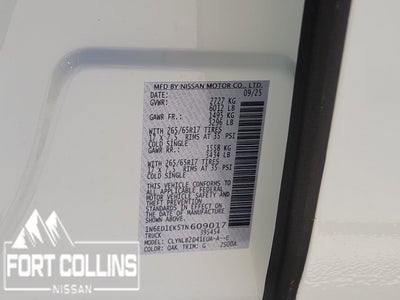 MFD BY NISSAN MOTOR CO., LTD.
DATE: 09/25
GVWR: 2727 KG
6012 LB
GAWR FR.: 1495 KG
3296 LB
WITH 265/65R17 TIRES
17 x 7.5 RIMS AT 35 PSI
COLD SINGLE
GAWR RR.: 1558 KG
3434 LB
WITH 265/65R17 TIRES
17 x 7.5 RIMS AT 35 PSI
COLD SINGLE
THIS VEHICLE CONFORMS TO ALL
APPLICABLE FEDERAL MOTOR VEHICLE
SAFETY STANDARDS IN EFFECT ON
THE DATE OF MANUFACTURE
SHOWN ABOVE.
1N6ED1EK5TN609017
TRUCK 395454
MODEL:
COLOR: QAK TRIM: G
FORT COLLINS
NISSAN